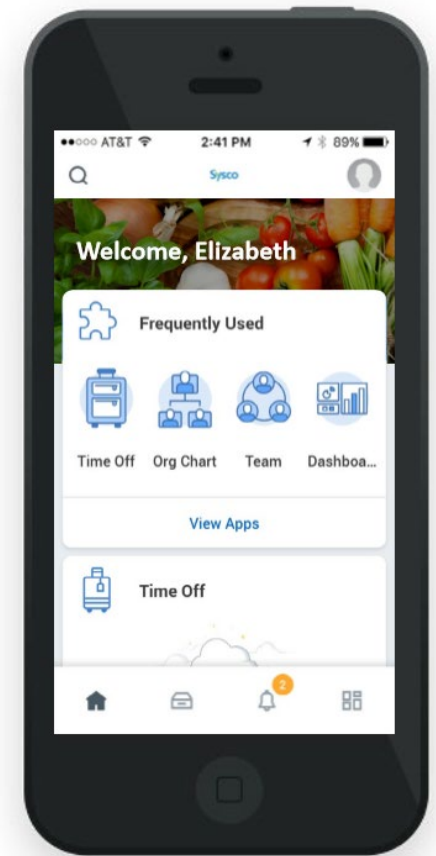 AT&T 2:41 PM 89%
Sysco
Welcome, Elizabeth
Frequently Used
Time Off Org Chart Team Dashboa...
View Apps
Time Off
2